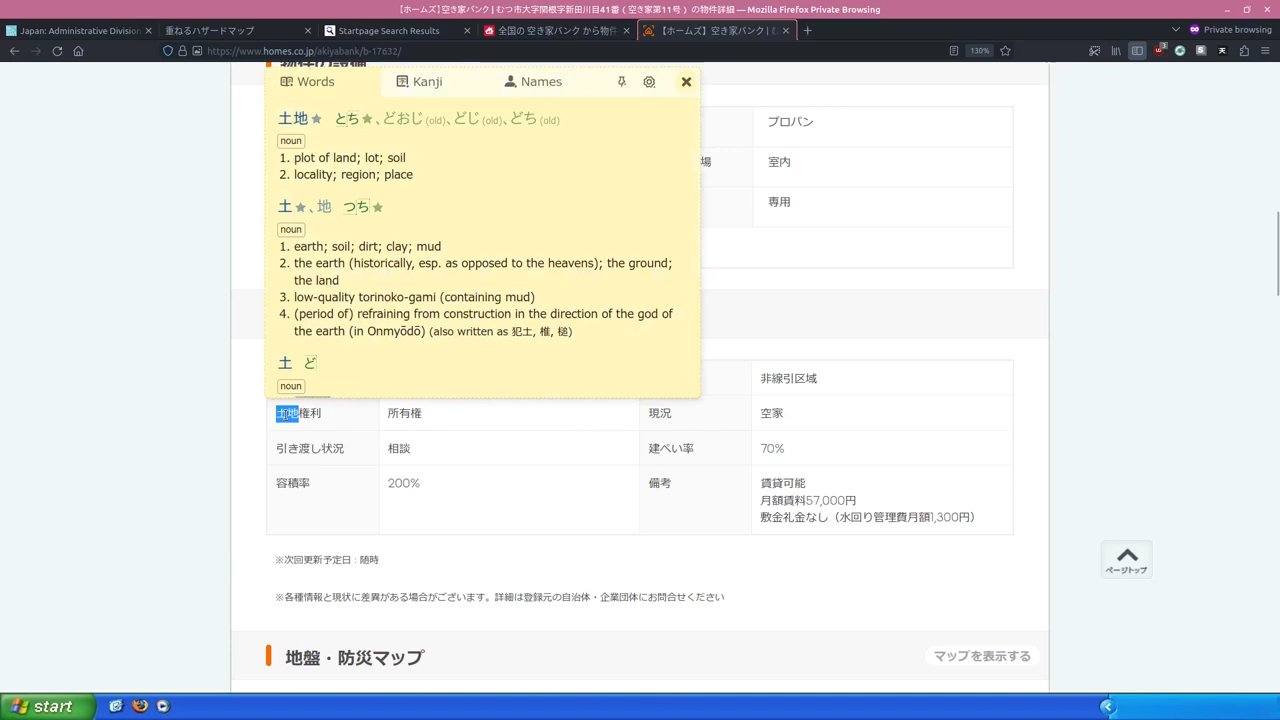 【ホームズ】空き家バンク | むつ市大字関根字新田川目41番 ( 空き家第11号 ) の物件詳細 — Mozilla Firefox Private Browsing
Japan: Administrative Division
重ねるハザードマップ
Startpage Search Results
全国の 空き家バンク から物件
【ホームズ】空き家バンク | む
Private browsing
https://www.homes.co.jp/akiyabank/b-17632/
130%
Words
Kanji
Names
土地 とち、どおじ (old)、どじ (old)、どち (old)
noun
1. plot of land; lot; soil
2. locality; region; place
土、地 つち
noun
1. earth; soil; dirt; clay; mud
2. the earth (historically, esp. as opposed to the heavens); the ground;
the land
3. low-quality torinoko-gami (containing mud)
4. (period of) refraining from construction in the direction of the god of
the earth (in Onmyōdō) (also written as 犯土, 椎, 槌)
土 ど
noun
プロパン
場 室内
専用
非線引区域
土地権利 所有権 現況 空家
引き渡し状況 相談 建ぺい率 70%
容積率 200% 備考 賃貸可能
月額賃料57,000円
敷金礼金なし（水回り管理費月額1,300円）
※次回更新予定日 : 随時
※各種情報と現状に差異がある場合がございます。詳細は登録元の自治体・企業団体にお問合せください
ページトップ
地盤・防災マップ
マップを表示する
start